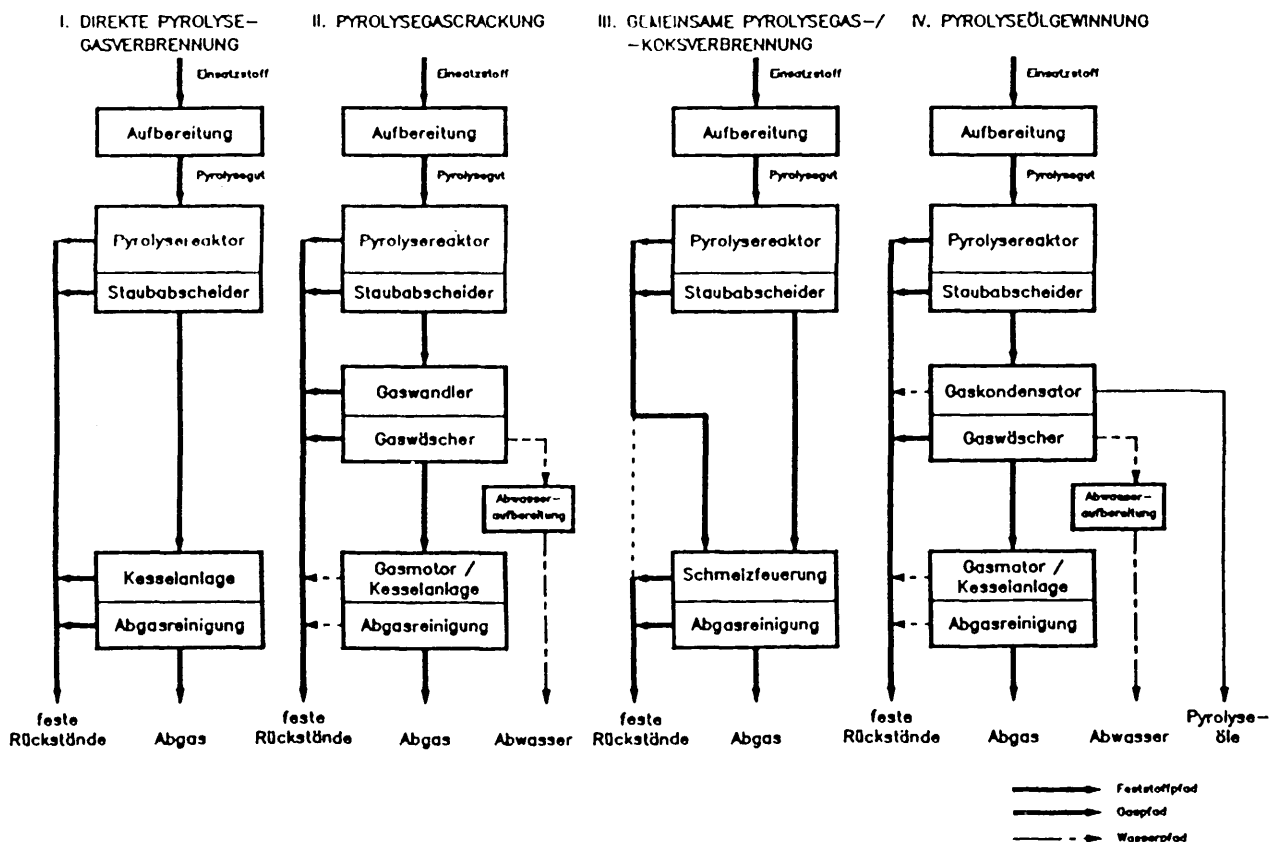 I. DIREKTE PYROLYSE-
GASVERBRENNUNG
Einsatzstoff
Aufbereitung
Pyrolysegut
Pyrolysereaktor
Staubabscheider
Kesselanlage
Abgasreinigung
feste
Rückstände
Abgas
II. PYROLYSEGASCRACKUNG
Einsatzstoff
Aufbereitung
Pyrolysegut
Pyrolysereaktor
Staubabscheider
Gaswandler
Gaswäscher
Abwasser-
aufbereitung
Gasmotor /
Kesselanlage
Abgasreinigung
feste
Rückstände
Abgas
Abwasser
III. GEMEINSAME PYROLYSEGAS-/
-KOKSVERBRENNUNG
Einsatzstoff
Aufbereitung
Pyrolysegut
Pyrolysereaktor
Staubabscheider
Schmelzfeuerung
Abgasreinigung
feste
Rückstände
Abgas
IV. PYROLYSEÖLGEWINNUNG
Einsatzstoff
Aufbereitung
Pyrolysegut
Pyrolysereaktor
Staubabscheider
Gaskondensator
Gaswäscher
Abwasser-
aufbereitung
Gasmotor /
Kesselanlage
Abgasreinigung
feste
Rückstände
Abgas
Abwasser
Pyrolyse-
öle
Feststoffpfad
Gaspfad
Wasserpfad